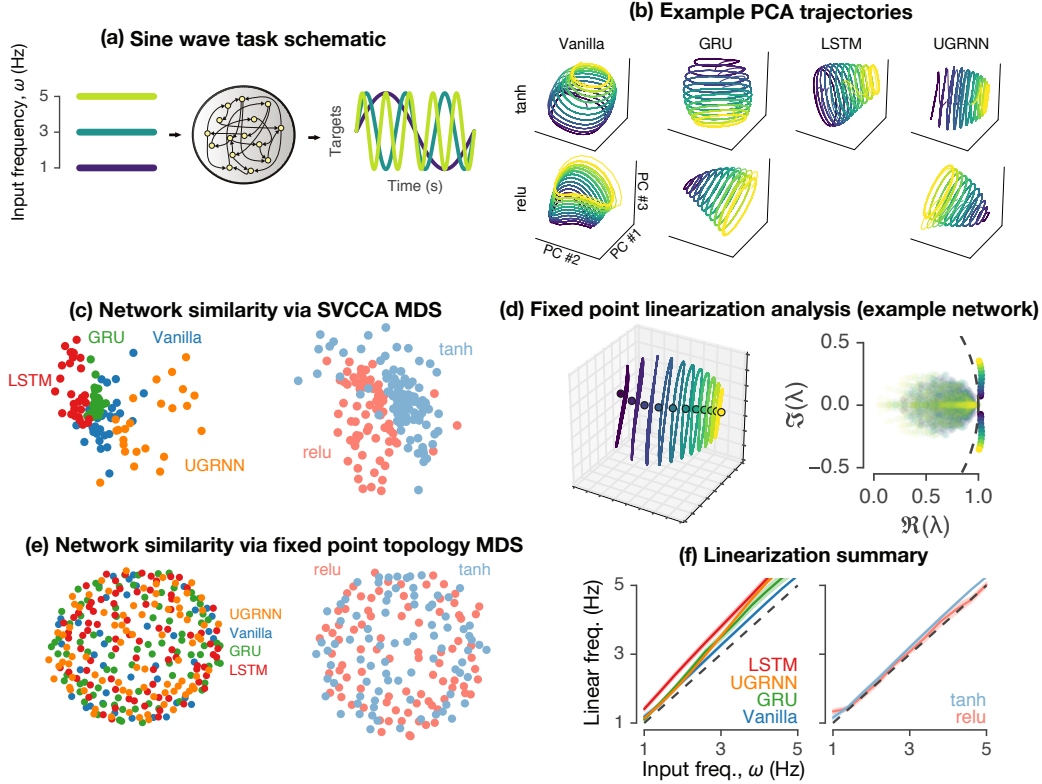 (a) Sine wave task schematic
Input frequency, ω (Hz)
5
3
1
Targets
Time (s)
(b) Example PCA trajectories
Vanilla
GRU
LSTM
UGRNN
tanh
relu
PC #3
PC #1
PC #2
(c) Network similarity via SVCCA MDS
GRU
Vanilla
LSTM
UGRNN
tanh
relu
(d) Fixed point linearization analysis (example network)
ℑ(λ)
0.5
0.0
−0.5
0.0
0.5
1.0
ℜ(λ)
(e) Network similarity via fixed point topology MDS
UGRNN
Vanilla
GRU
LSTM
relu
tanh
(f) Linearization summary
Linear freq. (Hz)
5
3
1
LSTM
UGRNN
GRU
Vanilla
1
3
5
Input freq., ω (Hz)
tanh
relu
1
3
5